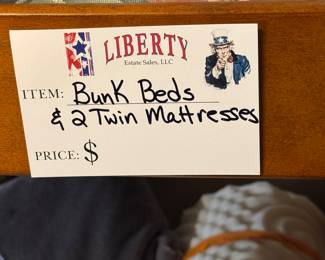 LIBERTY
Estate Sales, LLC
ITEM: Bunk Beds
& 2 Twin Mattresses
PRICE: $